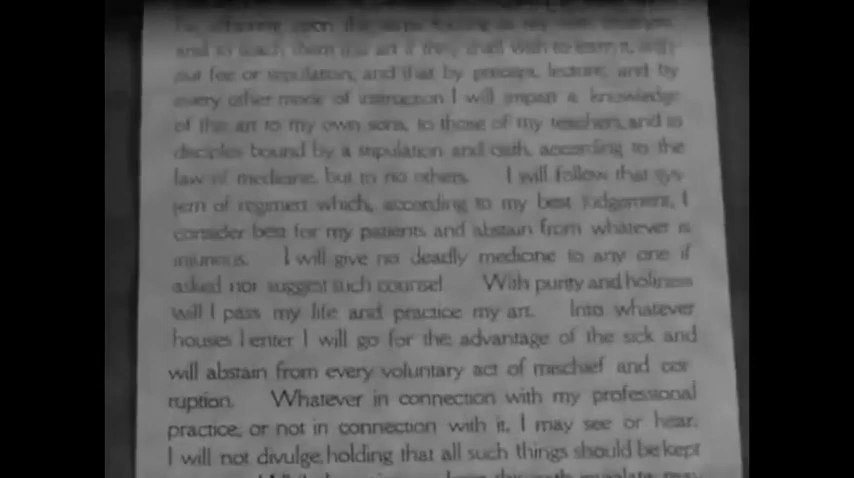 and to teach them this art if they shall wish to learn it, with-
out fee or stipulation, and that by precept, lecture, and by
every other mode of instruction I will impart a knowledge
of this art to my own sons, to those of my teachers, and to
disciples bound by a stipulation and oath, according to the
law of medicine, but to no others. I will follow that sys-
tem of regimen which, according to my best judgement, I
consider best for my patients and abstain from whatever is
injurious. I will give no deadly medicine to any one if
asked nor suggest such counsel. With purity and holiness
will I pass my life and practice my art. Into whatever
houses I enter I will go for the advantage of the sick and
will abstain from every voluntary act of mischief and cor-
ruption. Whatever in connection with my professional
practice, or not in connection with it, I may see or hear,
I will not divulge, holding that all such things should be kept